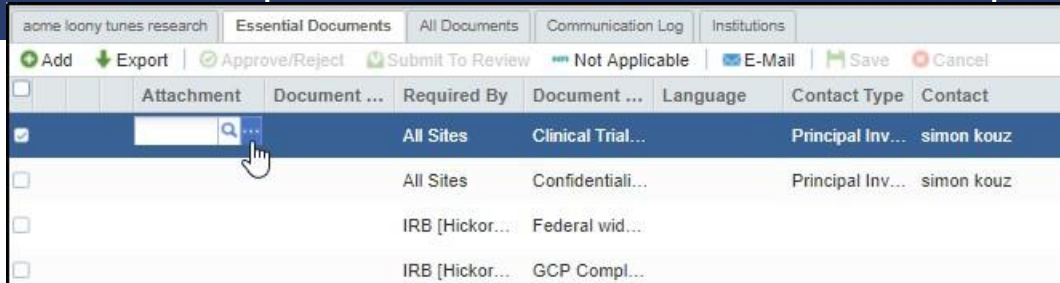 acme loony tunes research Essential Documents All Documents Communication Log Institutions
Add Export Approve/Reject Submit To Review Not Applicable E-Mail Save Cancel
Attachment Document ... Required By Document ... Language Contact Type Contact
... All Sites Clinical Trial... Principal Inv... simon kouz
All Sites Confidentiali... Principal Inv... simon kouz
IRB [Hickor... Federal wid...
IRB [Hickor... GCP Compl...